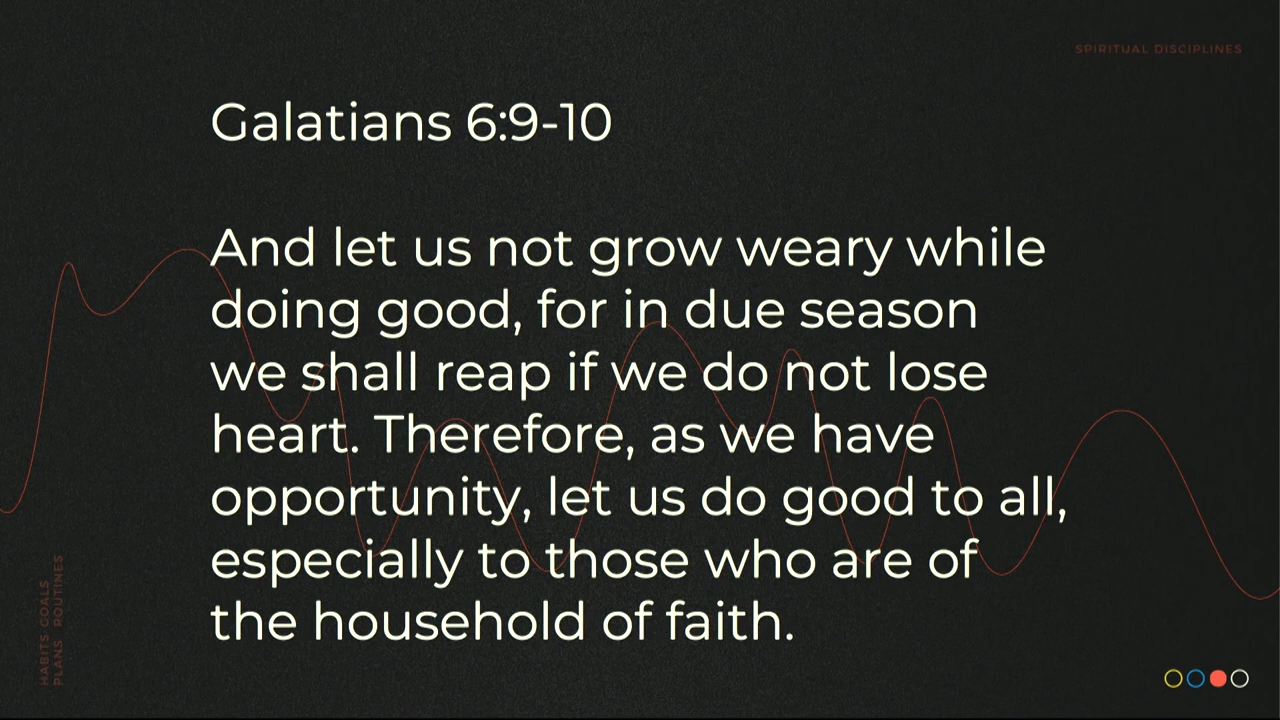 SPIRITUAL DISCIPLINES
Galatians 6:9-10
And let us not grow weary while
doing good, for in due season
we shall reap if we do not lose
heart. Therefore, as we have
opportunity, let us do good to all,
especially to those who are of
the household of faith.
HABITS GOALS
PLANS ROUTINES